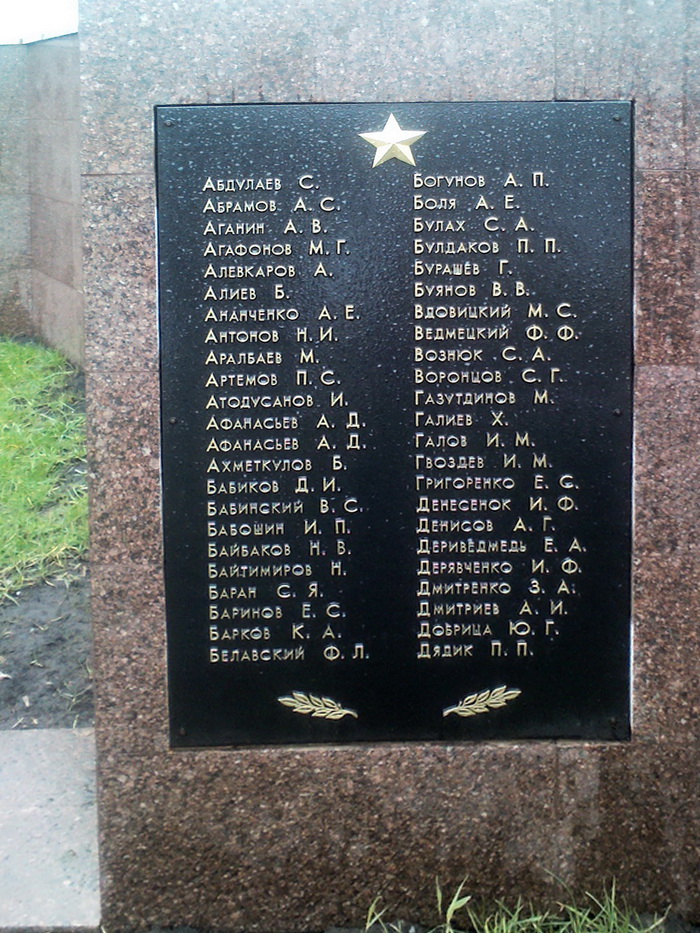 Абдулаев С.
Абрамов А. С.
Аганин А. В.
Агафонов М. Г.
Алевкаров А.
Алиев Б.
Ананченко А. Е.
Антонов Н. И.
Аралбаев М.
Артемов П. С.
Атодусанов И.
Афанасьев А. Д.
Афанасьев А. Д.
Ахметкулов Б.
Бабиков Д. И.
Бабинский В. С.
Бабошин И. П.
Байбаков Н. В.
Байтимиров Н.
Баран С. Я.
Баринов Е. С.
Барков К. А.
Белавский Ф. Л.
Богунов А. П.
Боля А. Е.
Булах С. А.
Булдаков П. П.
Бурашёв Г.
Буянов В. В.
Вдовицкий М. С.
Ведмецкий Ф. Ф.
Вознюк С. А.
Воронцов С. Г.
Газутдинов М.
Галиев Х.
Галов И. М.
Гвоздев И. М.
Григоренко Е. С.
Денесенок И. Ф.
Денисов А. Г.
Дериведмедь Е. А.
Дерявченко И. Ф.
Дмитренко З. А.
Дмитриев А. И.
Добрица Ю. Г.
Дядик П. П.